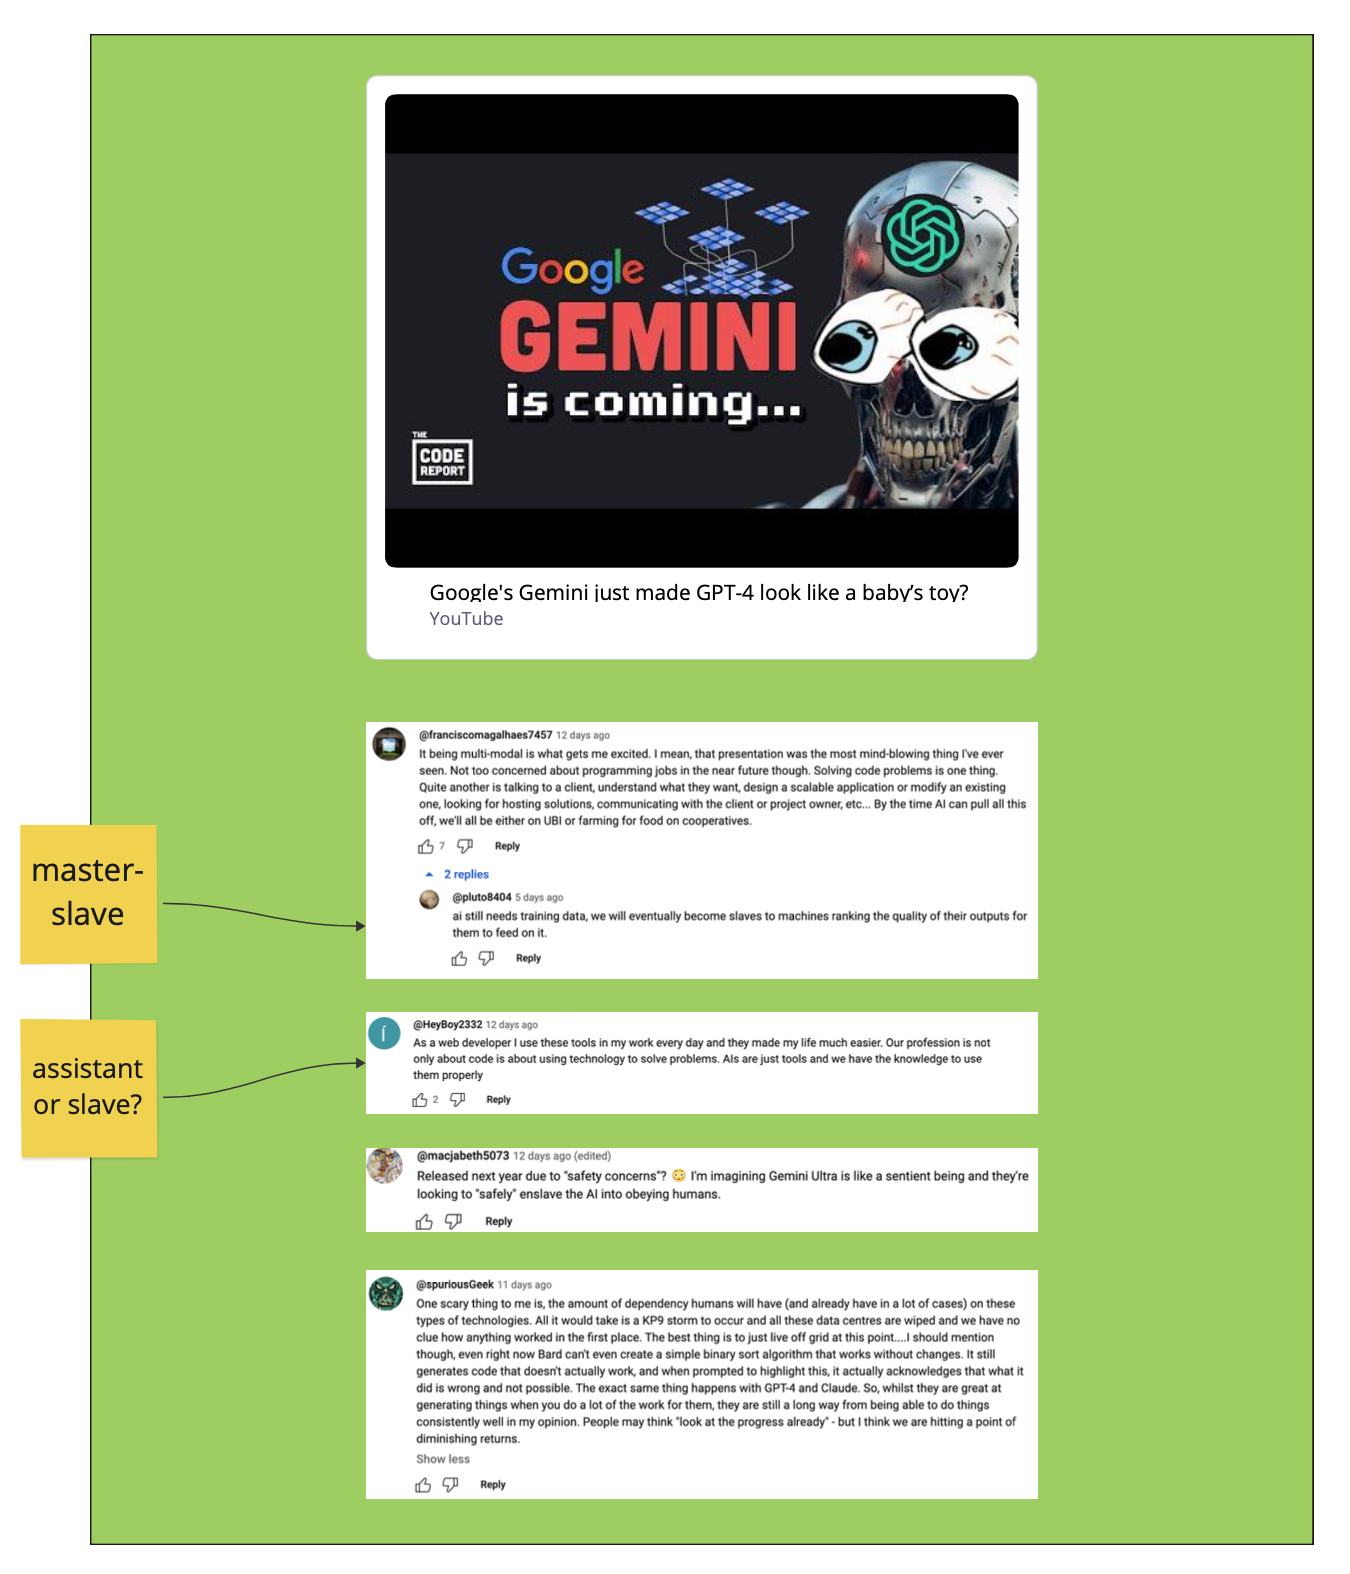 Google
GEMINI
is coming...
THE
CODE
REPORT
Google's Gemini just made GPT-4 look like a baby's toy?
YouTube
@franciscomagalhaes7457 12 days ago
It being multi-modal is what gets me excited. I mean, that presentation was the most mind-blowing thing I've ever
seen. Not too concerned about programming jobs in the near future though. Solving code problems is one thing.
Quite another is talking to a client, understand what they want, design a scalable application or modify an existing
one, looking for hosting solutions, communicating with the client or project owner, etc... By the time AI can pull all this
off, we'll all be either on UBI or farming for food on cooperatives.
7 Reply
2 replies
master-
slave
@pluto8404 5 days ago
ai still needs training data, we will eventually become slaves to machines ranking the quality of their outputs for
them to feed on it.
Reply
assistant
or slave?
Í
@HeyBoy2332 12 days ago
As a web developer I use these tools in my work every day and they made my life much easier. Our profession is not
only about code is about using technology to solve problems. AIs are just tools and we have the knowledge to use
them properly
2 Reply
@macjabeth5073 12 days ago (edited)
Released next year due to "safety concerns"? 😳 I'm imagining Gemini Ultra is like a sentient being and they're
looking to "safely" enslave the AI into obeying humans.
Reply
@spuriousGeek 11 days ago
One scary thing to me is, the amount of dependency humans will have (and already have in a lot of cases) on these
types of technologies. All it would take is a KP9 storm to occur and all these data centres are wiped and we have no
clue how anything worked in the first place. The best thing is to just live off grid at this point....I should mention
though, even right now Bard can't even create a simple binary sort algorithm that works without changes. It still
generates code that doesn't actually work, and when prompted to highlight this, it actually acknowledges that what it
did is wrong and not possible. The exact same thing happens with GPT-4 and Claude. So, whilst they are great at
generating things when you do a lot of the work for them, they are still a long way from being able to do things
consistently well in my opinion. People may think "look at the progress already" - but I think we are hitting a point of
diminishing returns.
Show less
Reply